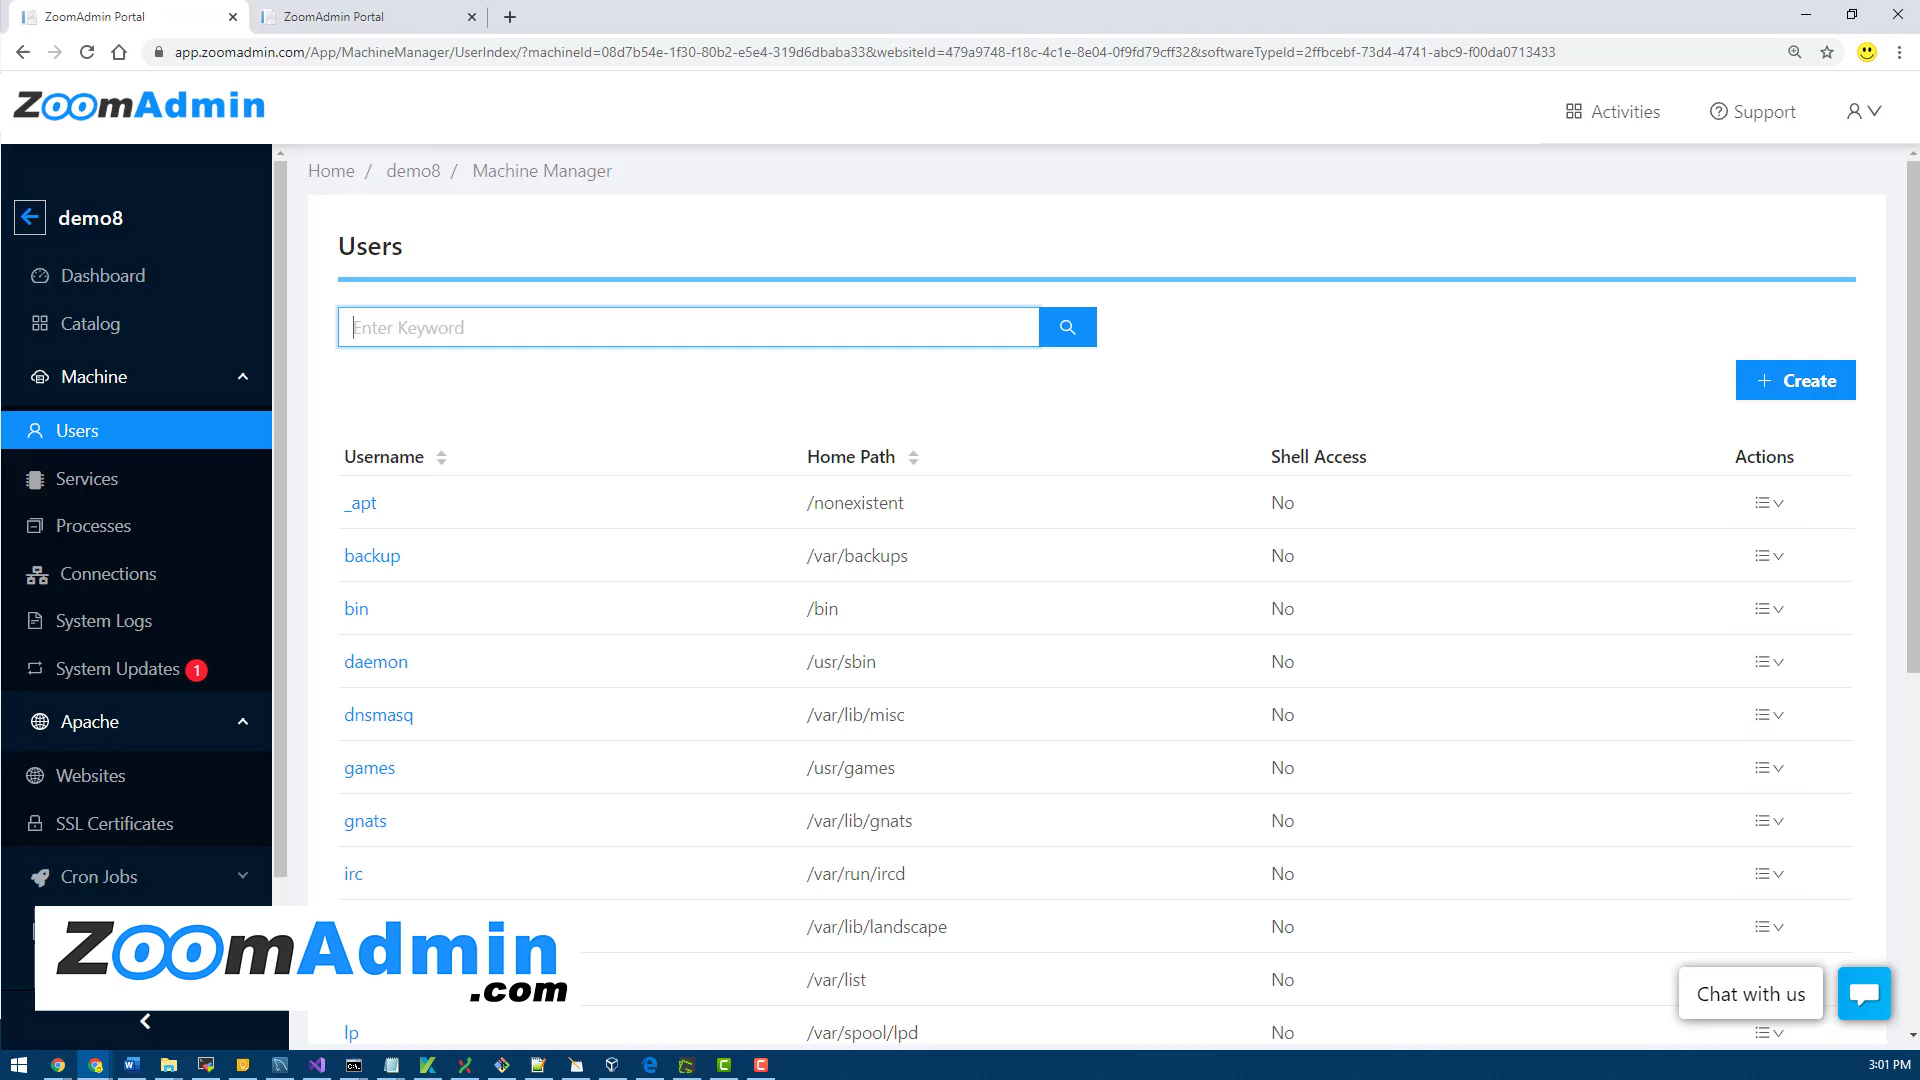 ZoomAdmin Portal
ZoomAdmin Portal
app.zoomadmin.com/App/MachineManager/UserIndex/?machineId=08d7b54e-1f30-80b2-e5e4-319d6dbaba33&websiteId=479a9748-f18c-4c1e-8e04-0f9fd79cff32&softwareTypeId=2ffbcebf-73d4-4741-abc9-f00da0713433
ZoomAdmin
Activities
Support
demo8
Dashboard
Catalog
Machine
Users
Services
Processes
Connections
System Logs
System Updates 1
Apache
Websites
SSL Certificates
Cron Jobs
Home / demo8 / Machine Manager
Users
Enter Keyword
+ Create
Username Home Path Shell Access Actions
_apt /nonexistent No
backup /var/backups No
bin /bin No
daemon /usr/sbin No
dnsmasq /var/lib/misc No
games /usr/games No
gnats /var/lib/gnats No
irc /var/run/ircd No
/var/lib/landscape No
/var/list No
lp /var/spool/lpd No
ZoomAdmin
.com
Chat with us
3:01 PM